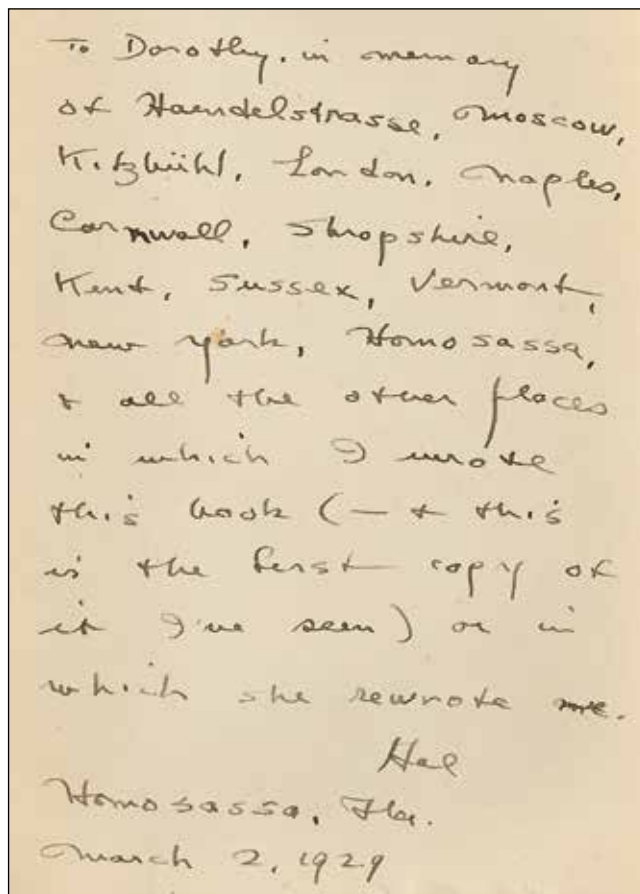 To Dorothy, in memory
of Haendelstrasse, Moscow,
Kitzbühl, London, Naples,
Cornwall, Shropshire,
Kent, Sussex, Vermont,
New York, Homosassa,
& all the other places
in which I wrote
this book (— & this
is the first copy of
it I've seen) or in
which she rewrote me.
Hal
Homosassa, Fla.
March 2, 1929